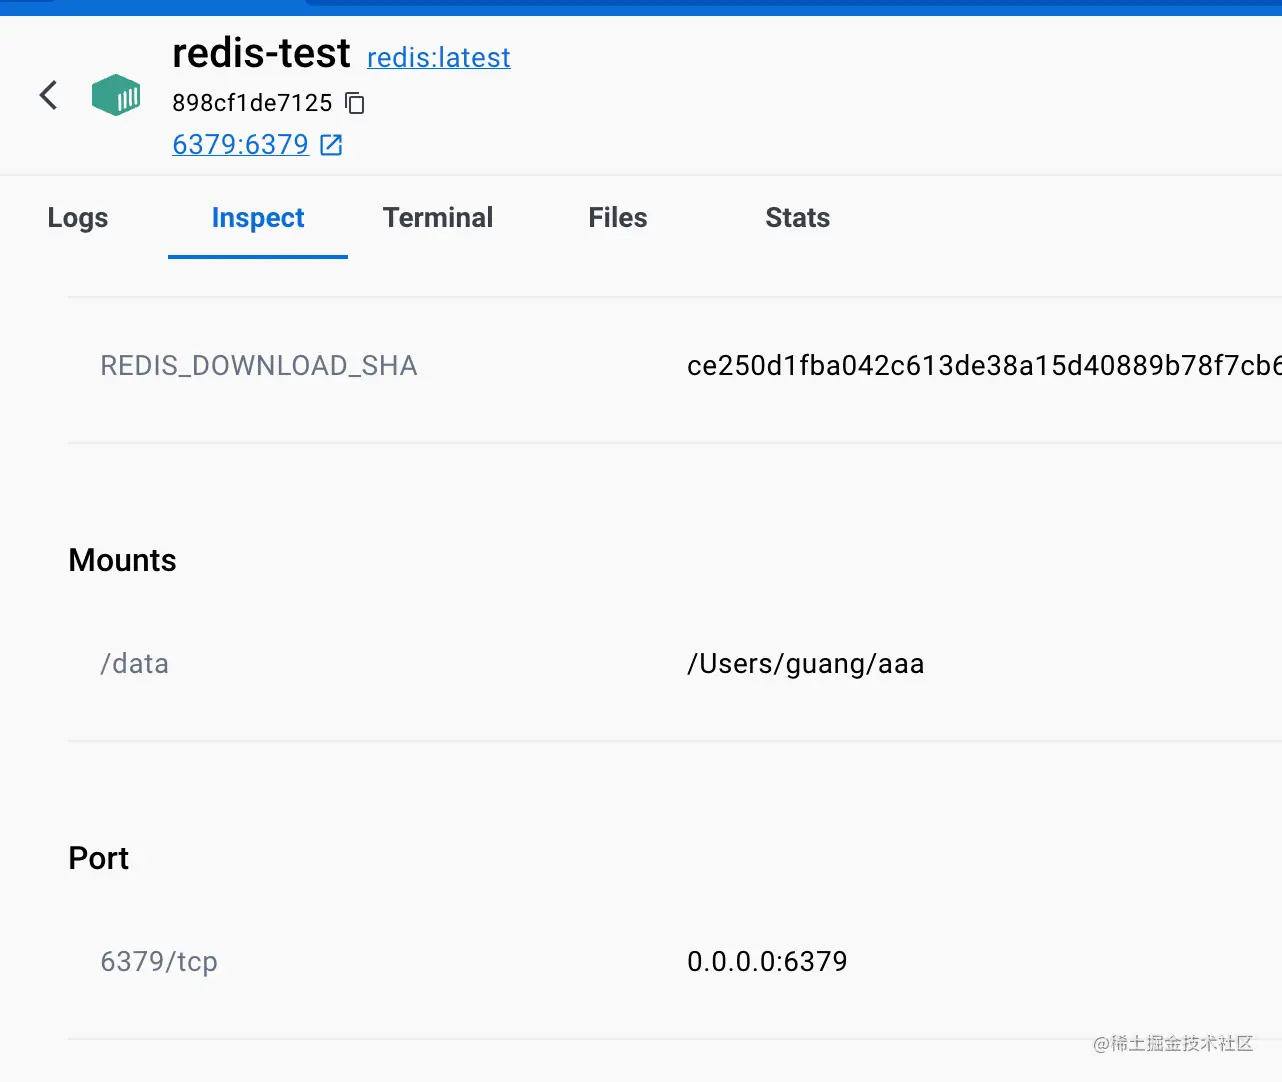 redis-test redis:latest
898cf1de7125
6379:6379
Logs Inspect Terminal Files Stats
REDIS_DOWNLOAD_SHA ce250d1fba042c613de38a15d40889b78f7cb6
Mounts
/data /Users/guang/aaa
Port
6379/tcp 0.0.0.0:6379
@稀土掘金技术社区